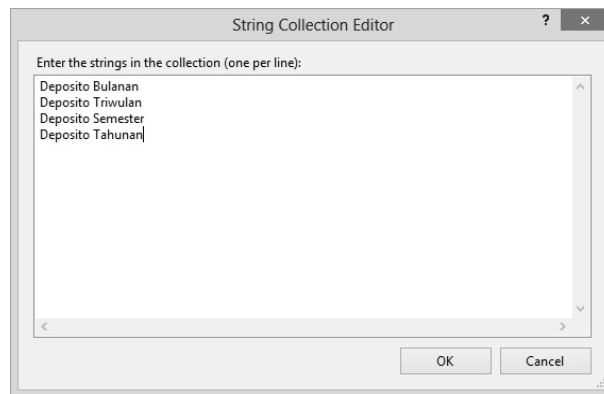 String Collection Editor
? ×
Enter the strings in the collection (one per line):
Deposito Bulanan
Deposito Triwulan
Deposito Semester
Deposito Tahunan
OK Cancel